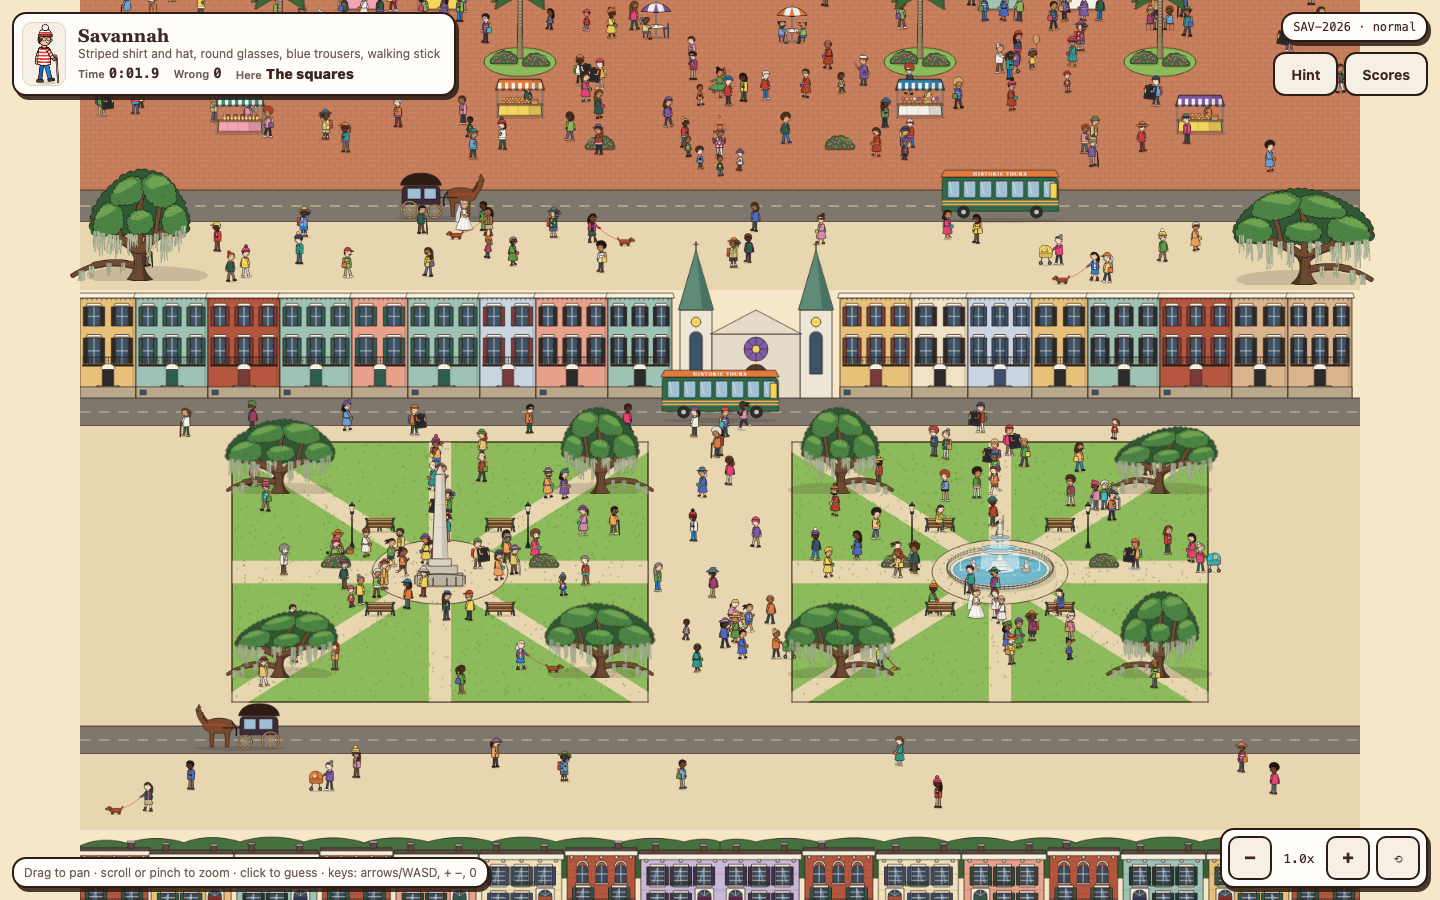 Savannah
Striped shirt and hat, round glasses, blue trousers, walking stick
Time 0:01.9 Wrong 0 Here The squares
SAV-2026 · normal
Hint
Scores
HISTORIC TOURS
HISTORIC TOURS
Drag to pan · scroll or pinch to zoom · click to guess · keys: arrows/WASD, + −, 0
− 1.0x +